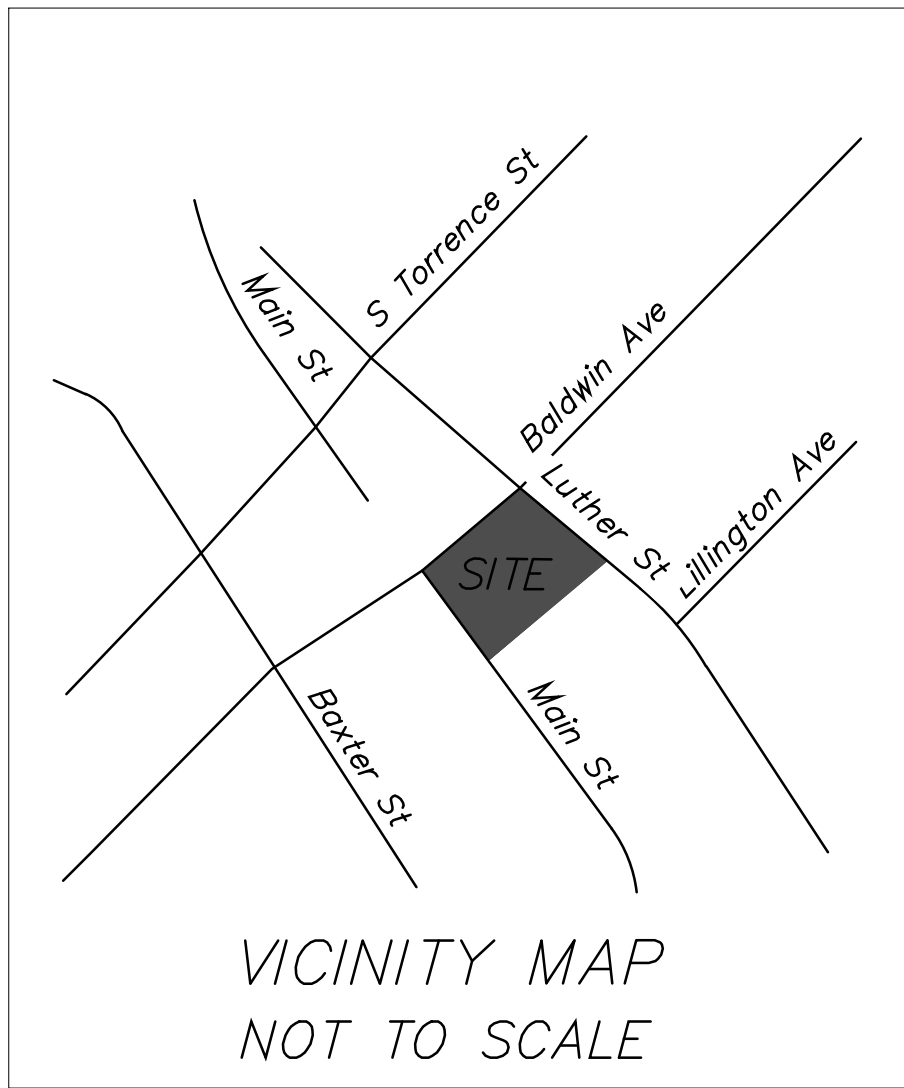 S Torrence St
Main St
Baldwin Ave
Luther St
Lillington Ave
SITE
Main St
Baxter St
VICINITY MAP
NOT TO SCALE